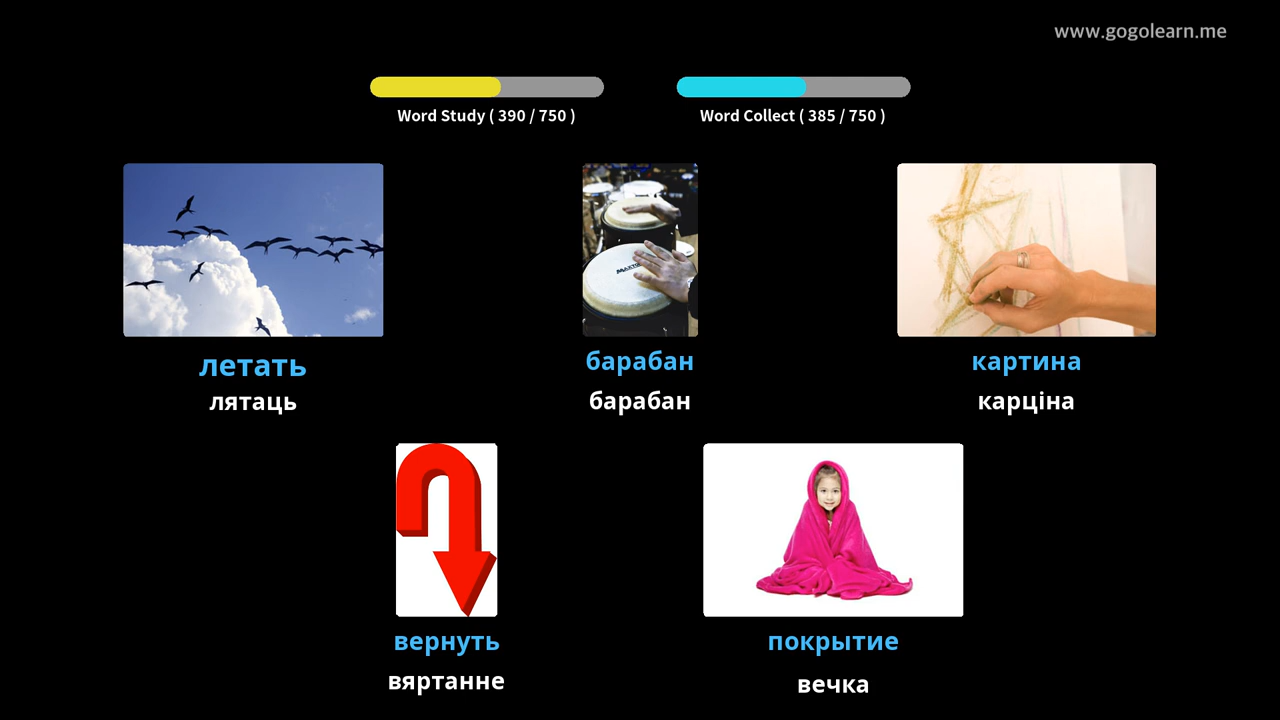 www.gogolearn.me
Word Study ( 390 / 750 )
Word Collect ( 385 / 750 )
летать
лятаць
барабан
барабан
картина
карціна
вернуть
вяртанне
покрытие
вечка